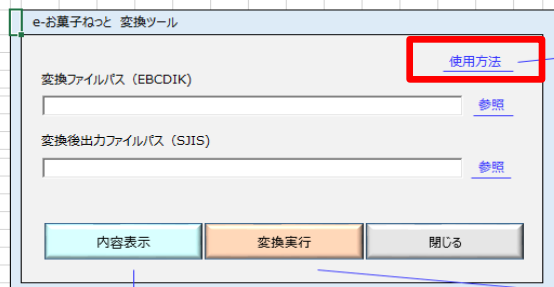 e-お菓子ねっと 変換ツール
使用方法
変換ファイルパス（EBCDIK）
参照
変換後出力ファイルパス（SJIS）
参照
内容表示 変換実行 閉じる